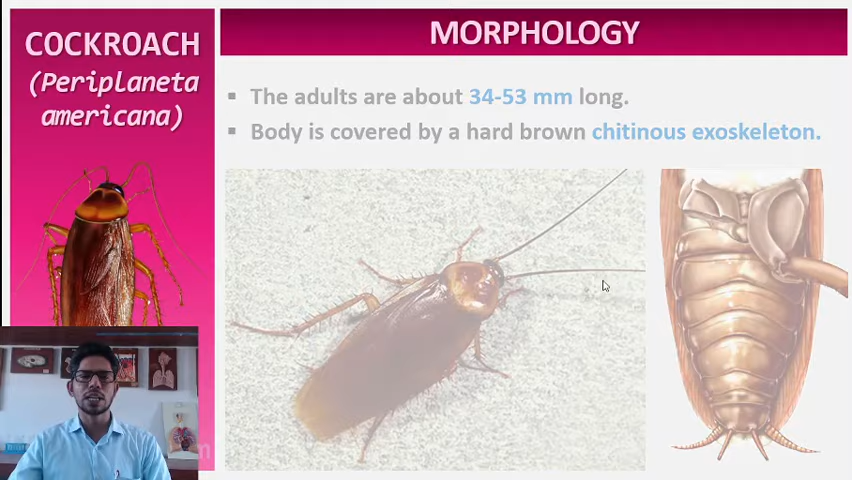 COCKROACH
(Periplaneta
americana)
MORPHOLOGY
▪ The adults are about 34-53 mm long.
▪ Body is covered by a hard brown chitinous exoskeleton.